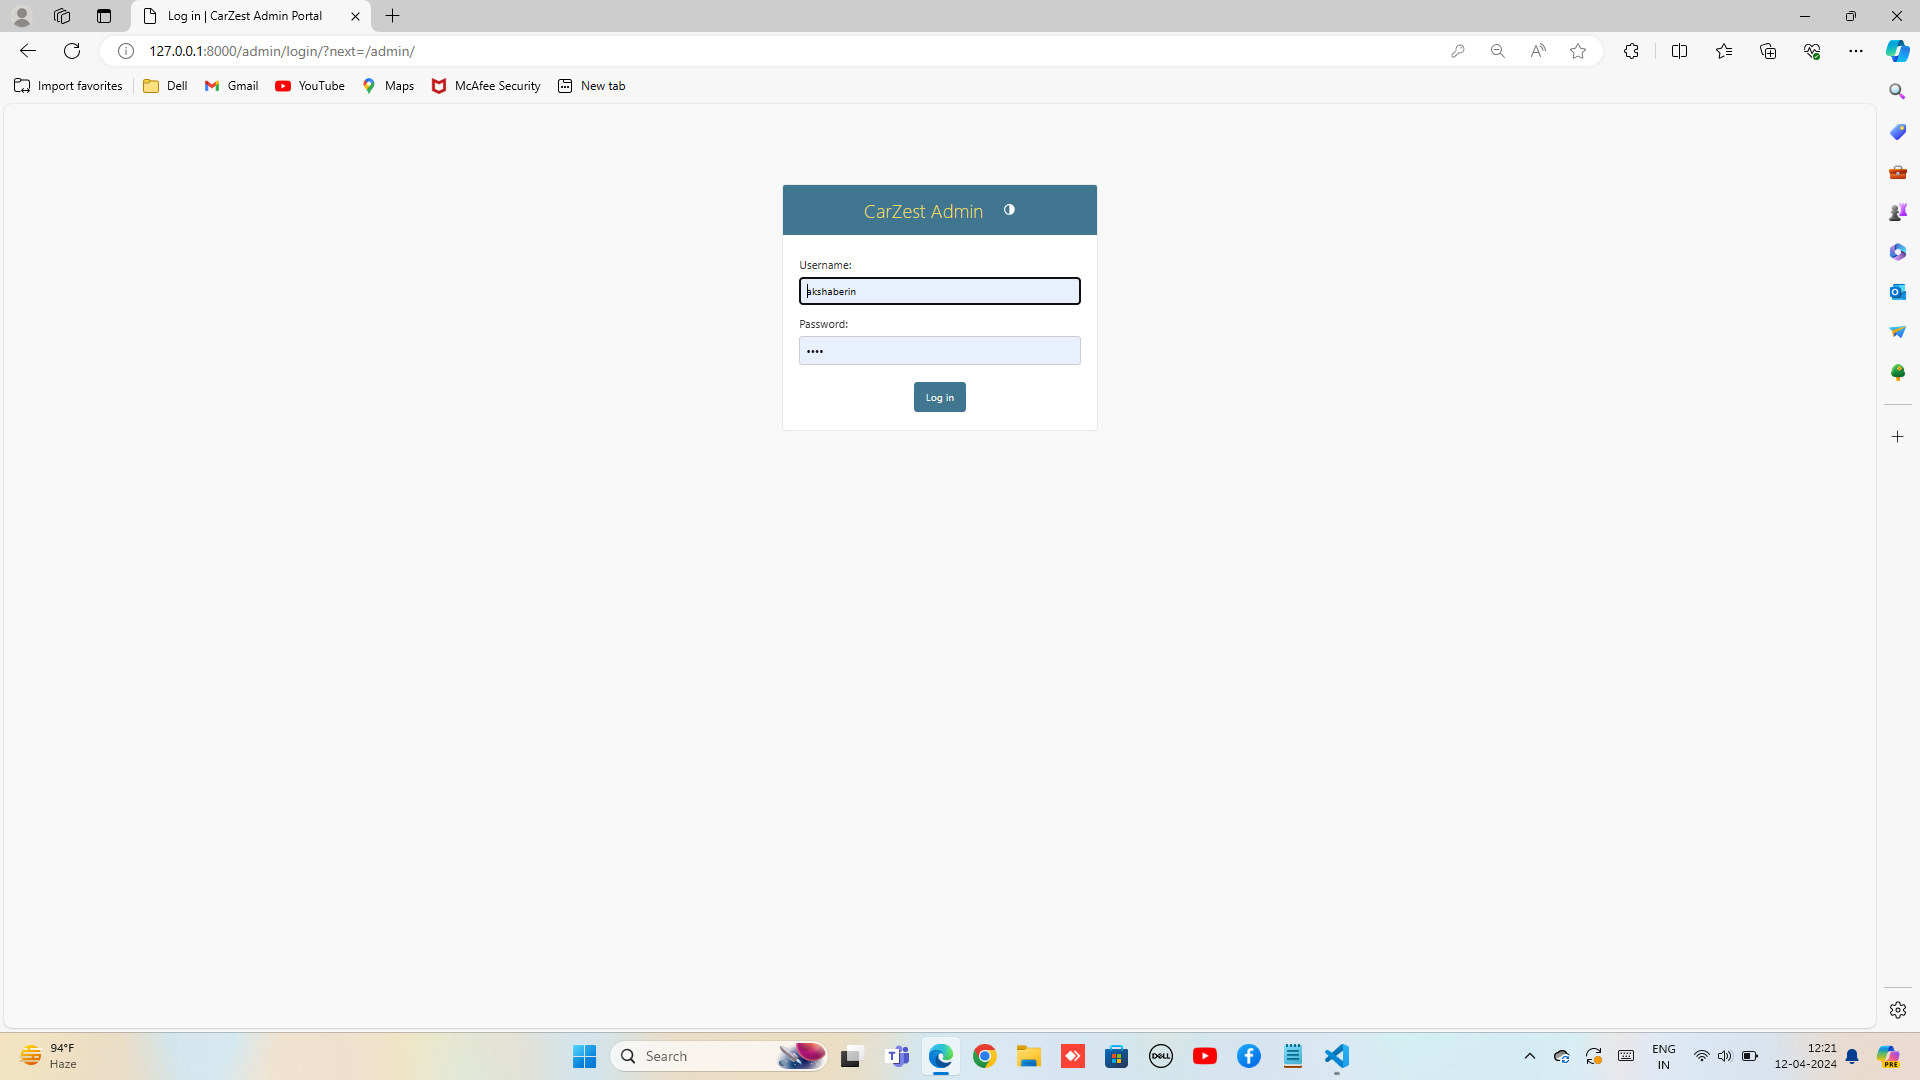 Log in | CarZest Admin Portal
127.0.0.1:8000/admin/login/?next=/admin/
Import favorites Dell Gmail YouTube Maps McAfee Security New tab
CarZest Admin
Username:
akshaberin
Password:
••••
Log in
94°F
Haze
Search
DELL
ENG
IN
12:21
12-04-2024
PRE